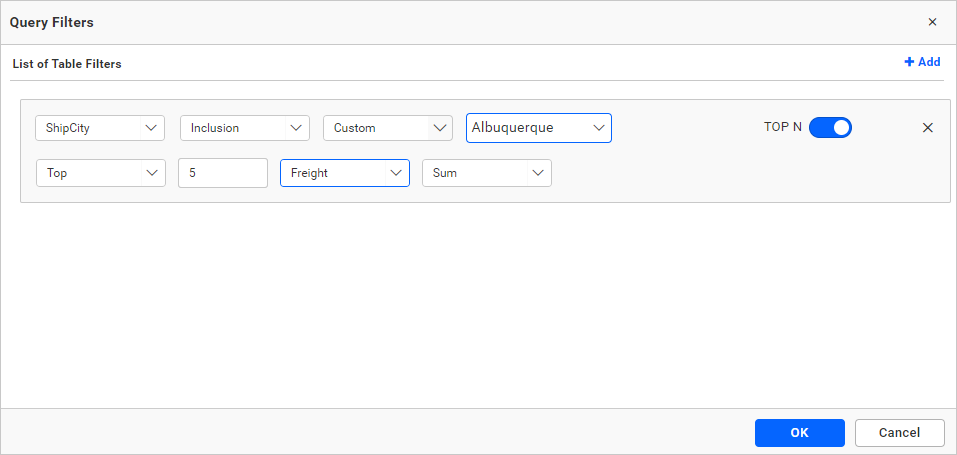 Query Filters
List of Table Filters
Add
ShipCity Inclusion Custom Albuquerque TOP N
Top 5 Freight Sum
OK Cancel